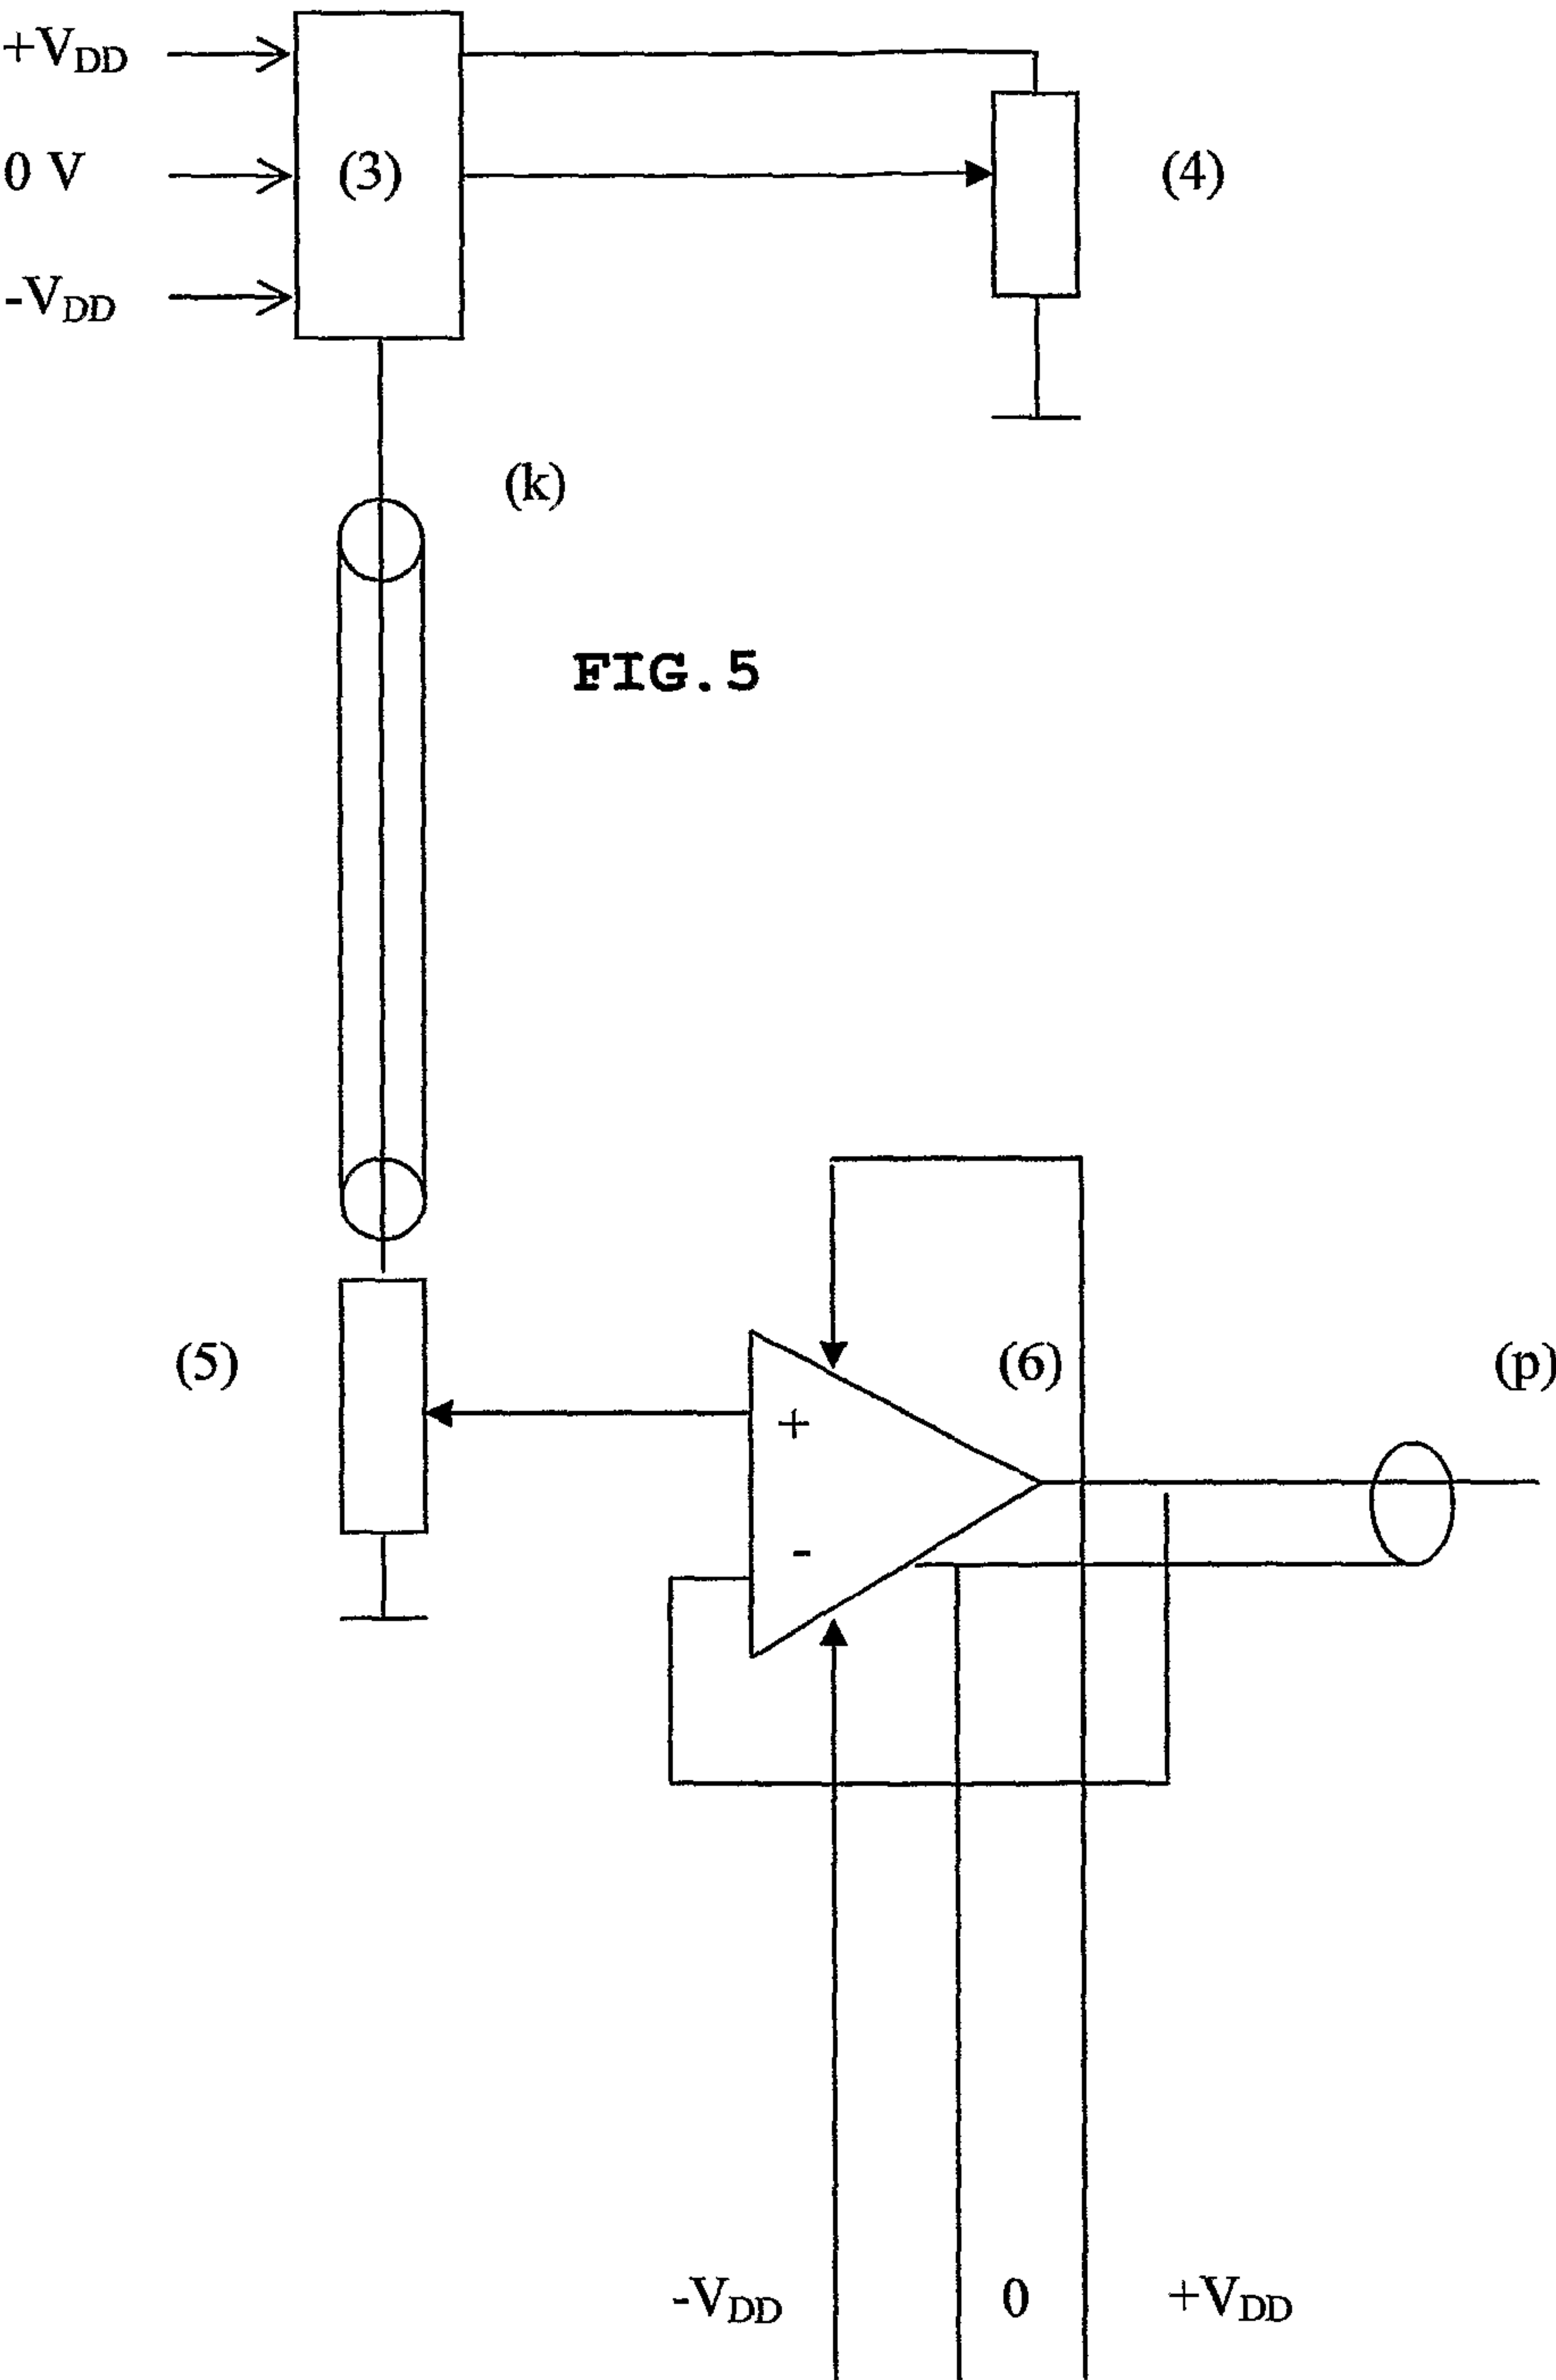 +VDD
0 V
(3)
(4)
-VDD
(k)
FIG.5
(5)
(6)
(p)
+
-
-VDD
0
+VDD